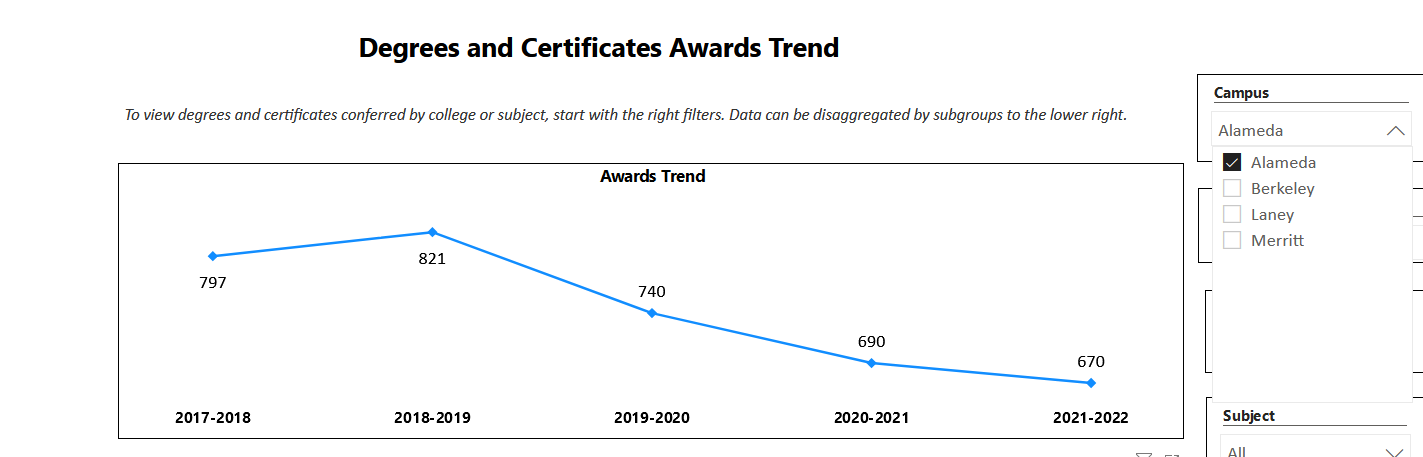 Degrees and Certificates Awards Trend
To view degrees and certificates conferred by college or subject, start with the right filters. Data can be disaggregated by subgroups to the lower right.
Awards Trend
797
821
740
690
670
2017-2018 2018-2019 2019-2020 2020-2021 2021-2022
Campus
Alameda
Alameda
Berkeley
Laney
Merritt
Subject
All